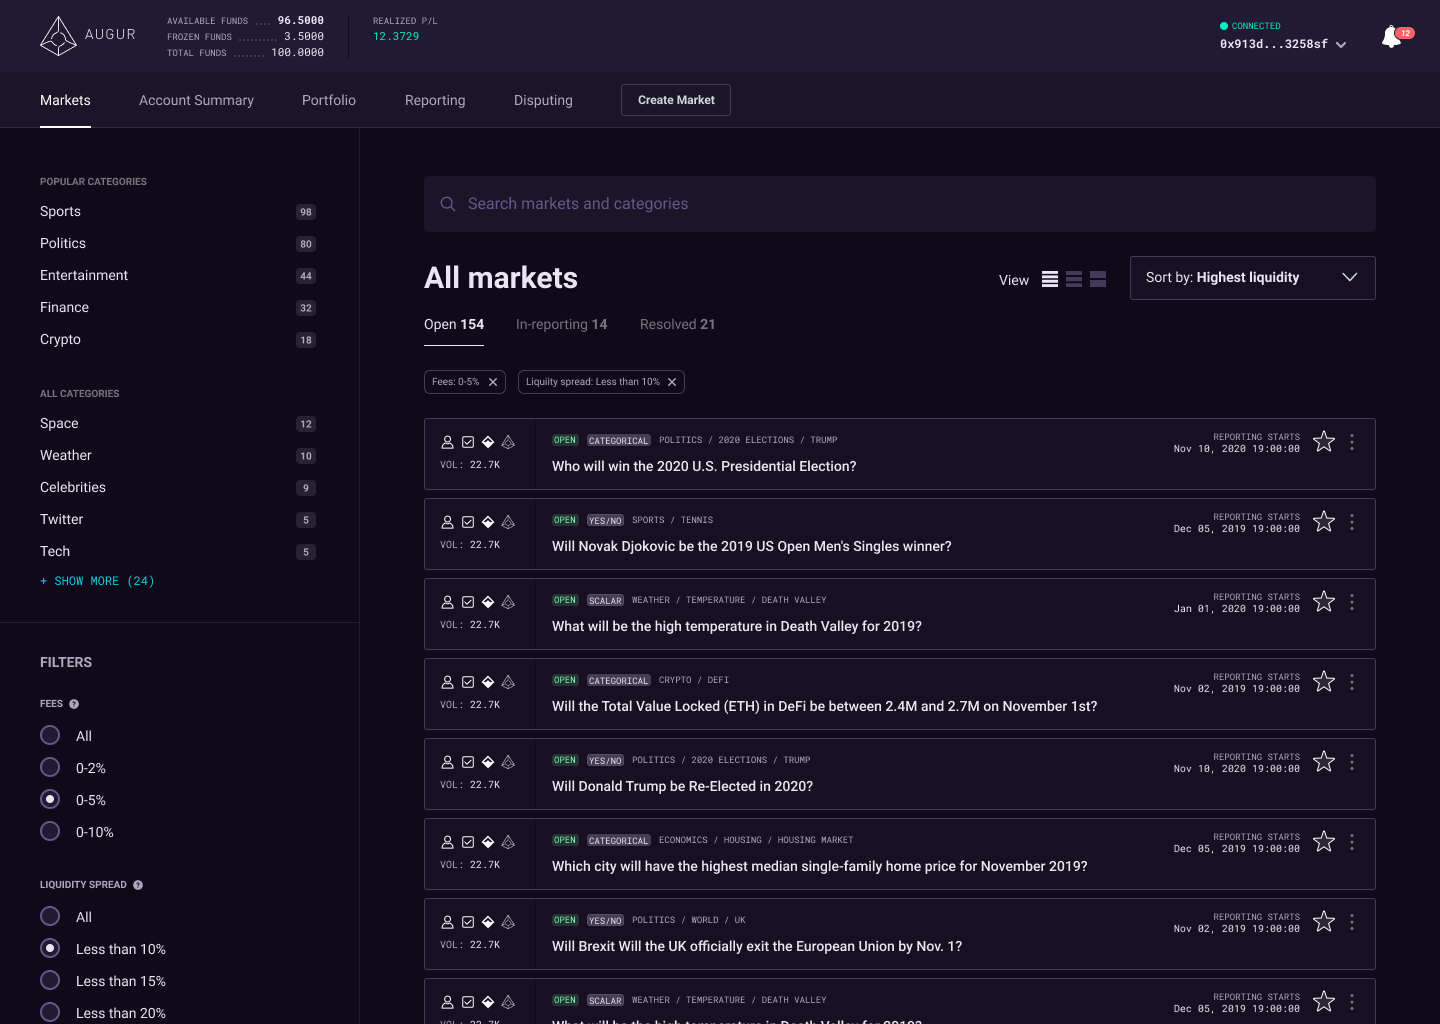 AUGUR
AVAILABLE FUNDS .... 96.5000
FROZEN FUNDS .......... 3.5000
TOTAL FUNDS ........ 100.0000
REALIZED P/L
12.3729
CONNECTED
0x913d...3258sf
12
Markets
Account Summary
Portfolio
Reporting
Disputing
Create Market
POPULAR CATEGORIES
Sports 98
Politics 80
Entertainment 44
Finance 32
Crypto 18
ALL CATEGORIES
Space 12
Weather 10
Celebrities 9
Twitter 5
Tech 5
+ SHOW MORE (24)
FILTERS
FEES ?
All
0-2%
0-5%
0-10%
LIQUIDITY SPREAD ?
All
Less than 10%
Less than 15%
Less than 20%
Search markets and categories
All markets
View
Sort by: Highest liquidity
Open 154
In-reporting 14
Resolved 21
Fees: 0-5%
Liquiity spread: Less than 10%
OPEN CATEGORICAL POLITICS / 2020 ELECTIONS / TRUMP
VOL: 22.7K
Who will win the 2020 U.S. Presidential Election?
REPORTING STARTS
Nov 10, 2020 19:00:00
OPEN YES/NO SPORTS / TENNIS
VOL: 22.7K
Will Novak Djokovic be the 2019 US Open Men's Singles winner?
REPORTING STARTS
Dec 05, 2019 19:00:00
OPEN SCALAR WEATHER / TEMPERATURE / DEATH VALLEY
VOL: 22.7K
What will be the high temperature in Death Valley for 2019?
REPORTING STARTS
Jan 01, 2020 19:00:00
OPEN CATEGORICAL CRYPTO / DEFI
VOL: 22.7K
Will the Total Value Locked (ETH) in DeFi be between 2.4M and 2.7M on November 1st?
REPORTING STARTS
Nov 02, 2019 19:00:00
OPEN YES/NO POLITICS / 2020 ELECTIONS / TRUMP
VOL: 22.7K
Will Donald Trump be Re-Elected in 2020?
REPORTING STARTS
Nov 10, 2020 19:00:00
OPEN CATEGORICAL ECONOMICS / HOUSING / HOUSING MARKET
VOL: 22.7K
Which city will have the highest median single-family home price for November 2019?
REPORTING STARTS
Dec 05, 2019 19:00:00
OPEN YES/NO POLITICS / WORLD / UK
VOL: 22.7K
Will Brexit Will the UK officially exit the European Union by Nov. 1?
REPORTING STARTS
Nov 02, 2019 19:00:00
OPEN SCALAR WEATHER / TEMPERATURE / DEATH VALLEY
VOL: 22.7K
What will be the high temperature in Death Valley for 2019?
REPORTING STARTS
Dec 05, 2019 19:00:00